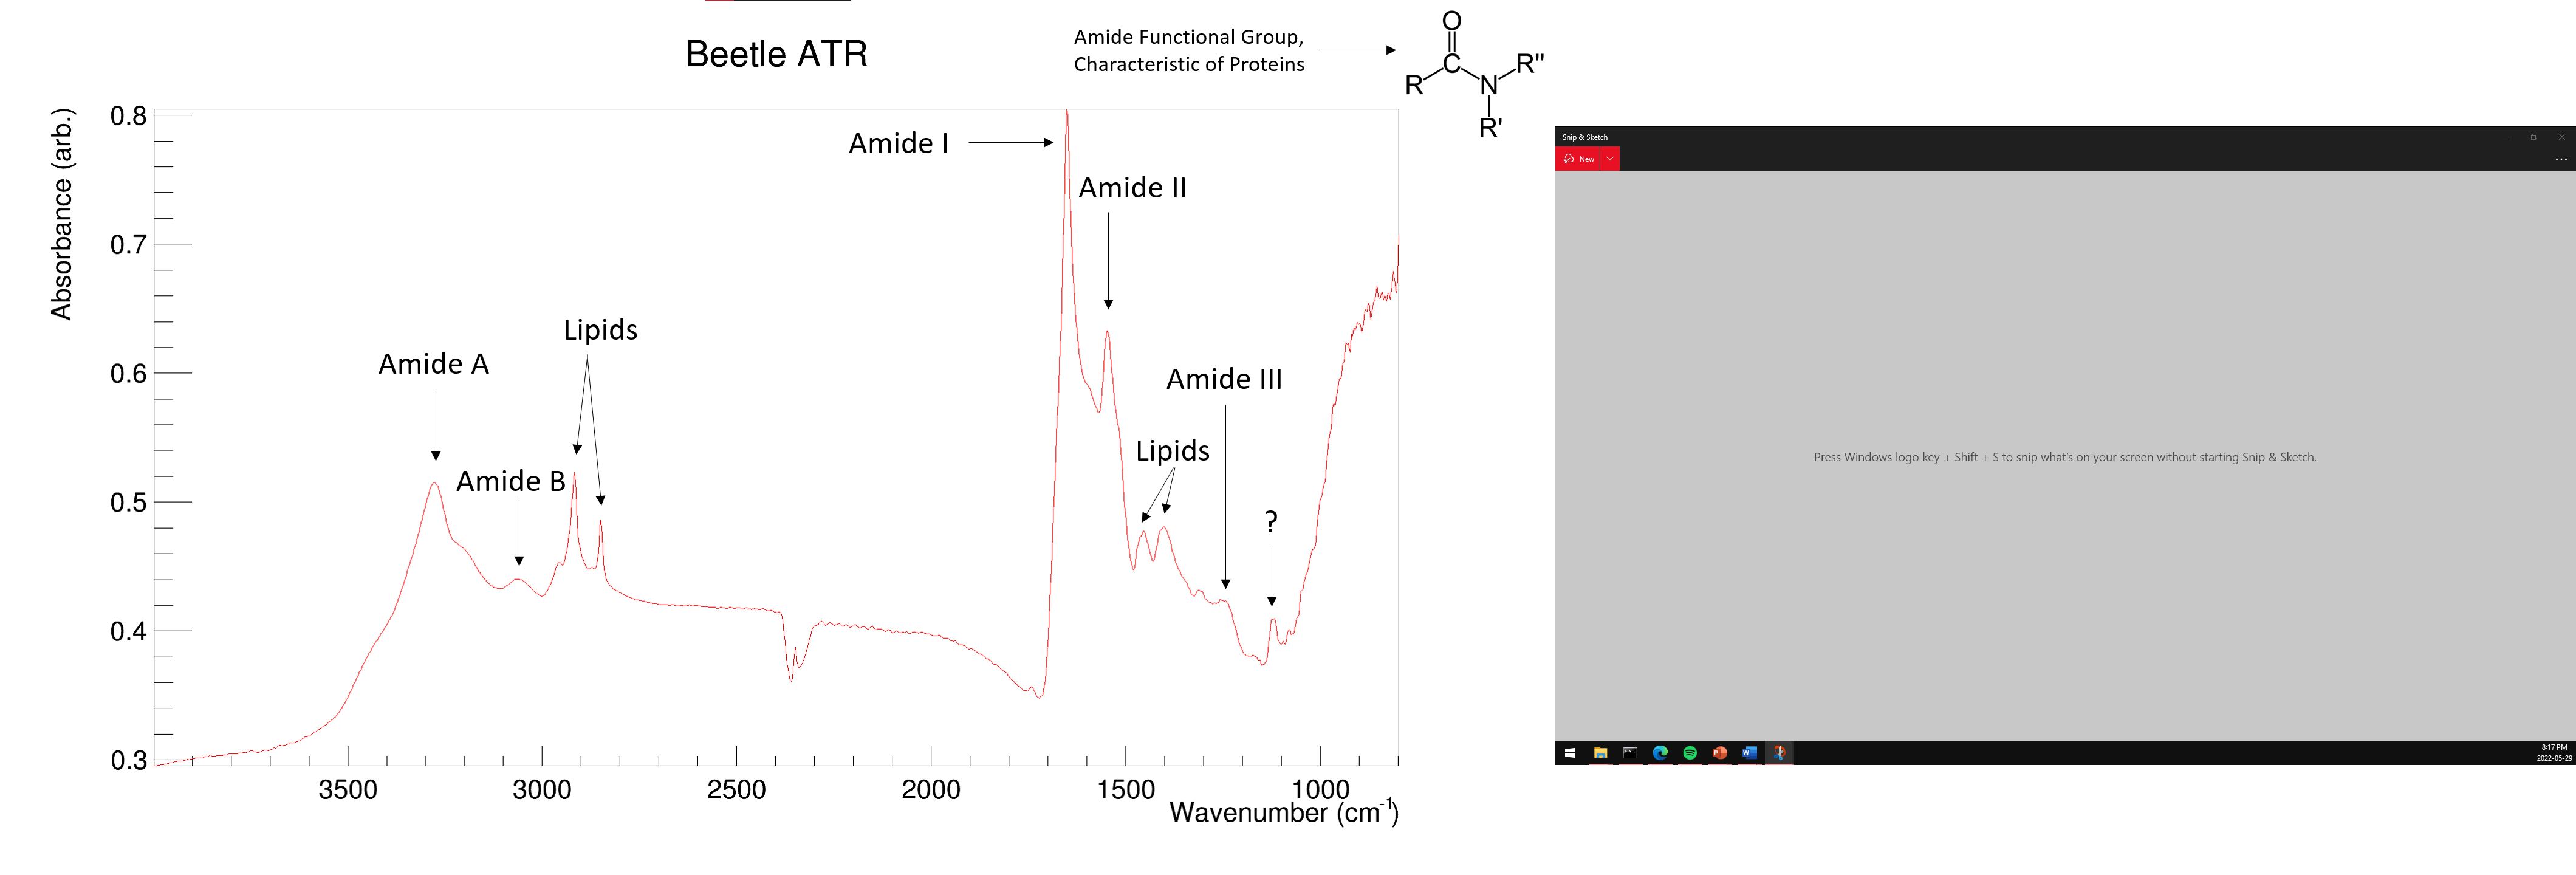 Beetle ATR
Amide Functional Group,
Characteristic of Proteins
O
C
R
N
R"
R'
Absorbance (arb.)
0.8
0.7
0.6
0.5
0.4
0.3
Amide I
Amide II
Lipids
Amide A
Amide III
Lipids
Amide B
?
3500
3000
2500
2000
1500
1000
Wavenumber (cm-1)
Snip & Sketch
New
Press Windows logo key + Shift + S to snip what's on your screen without starting Snip & Sketch.
8:17 PM
2022-05-29